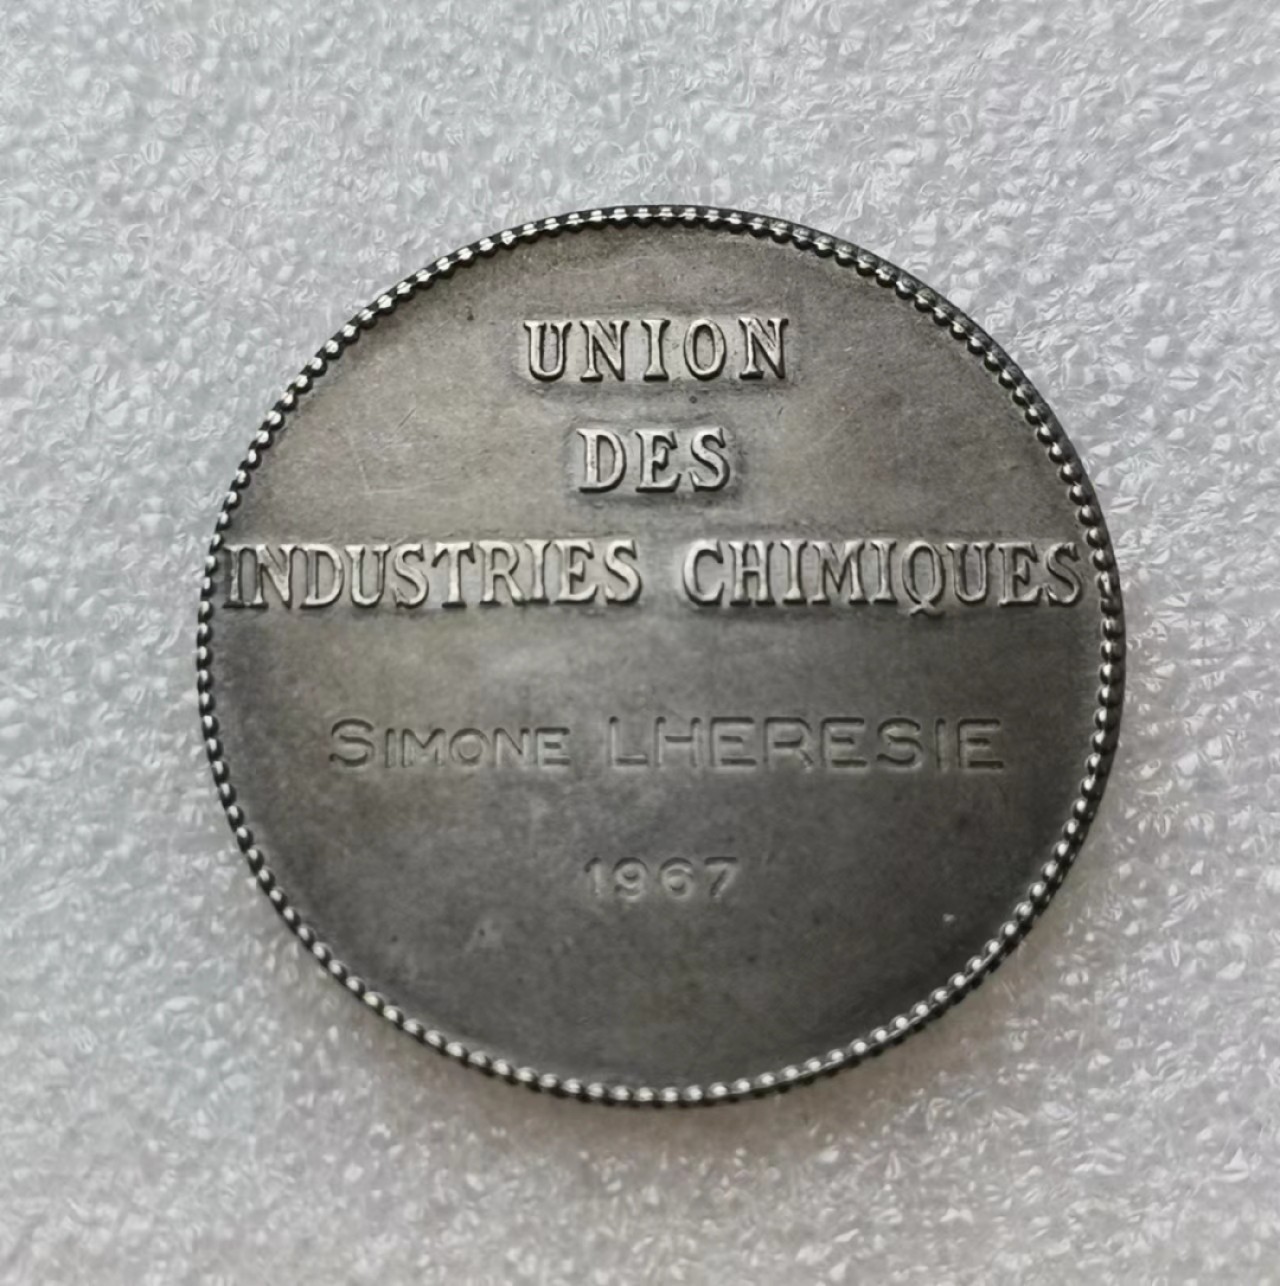 UNION
DES
INDUSTRIES CHIMIQUES
SIMONE LHERESIE
1967